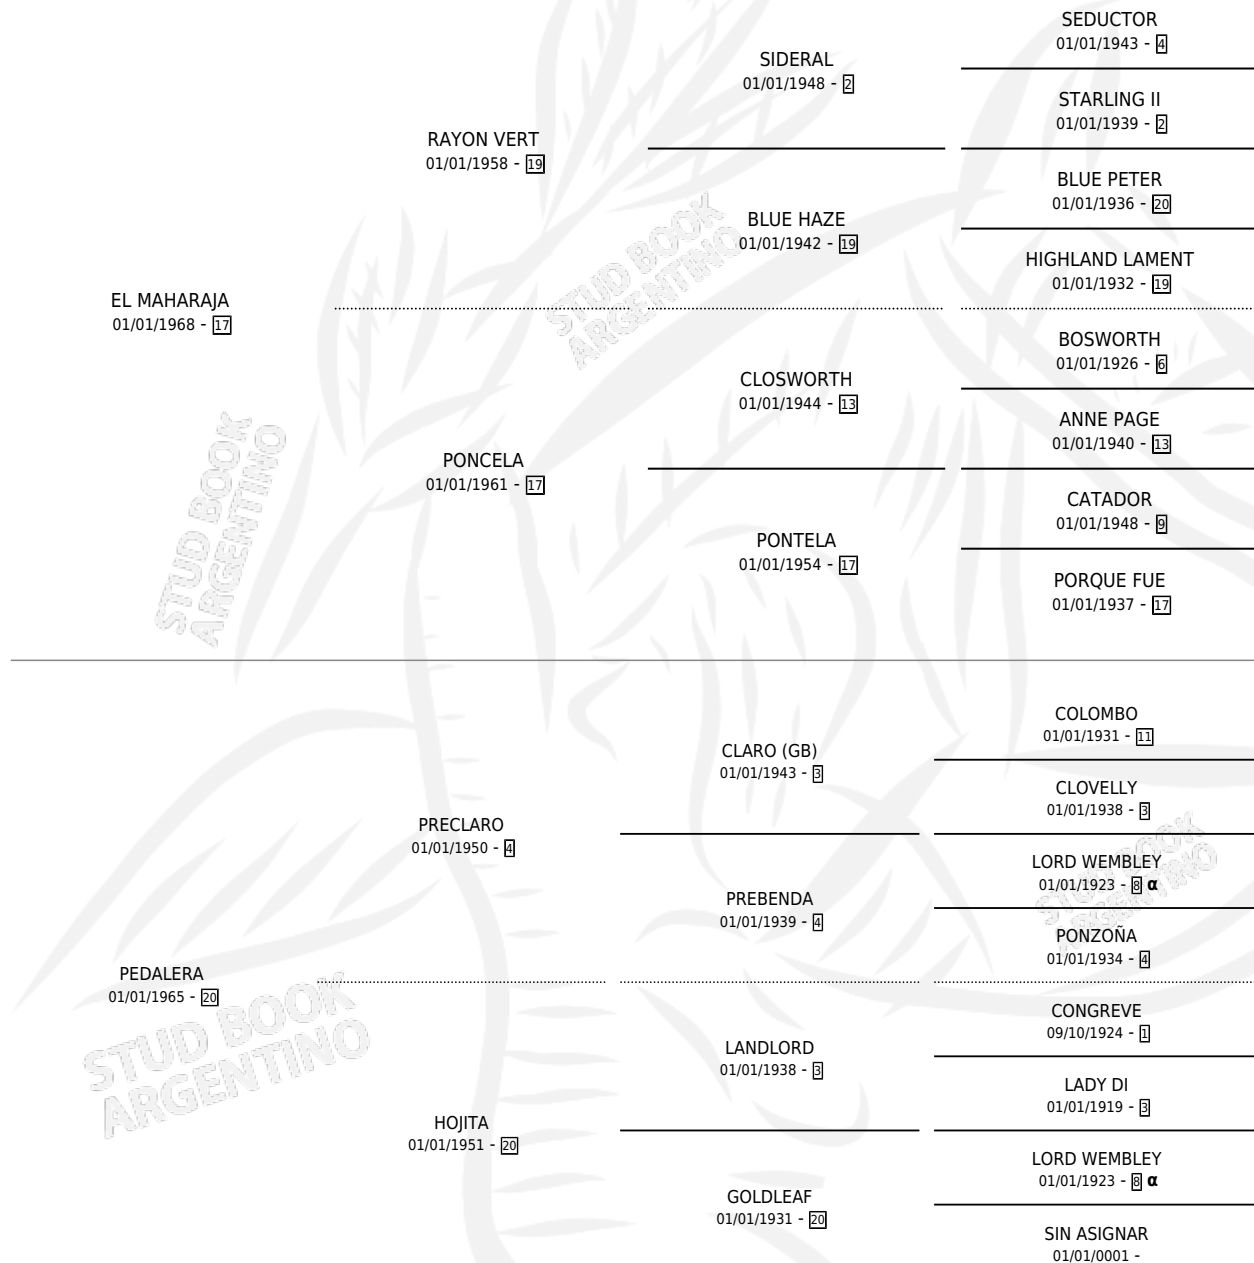 SEDUCTOR
01/01/1943 - 4
SIDERAL
01/01/1948 - 2
STARLING II
01/01/1939 - 2
RAYON VERT
01/01/1958 - 19
BLUE PETER
01/01/1936 - 20
BLUE HAZE
01/01/1942 - 19
HIGHLAND LAMENT
01/01/1932 - 19
EL MAHARAJA
01/01/1968 - 17
BOSWORTH
01/01/1926 - 6
CLOSWORTH
01/01/1944 - 13
ANNE PAGE
01/01/1940 - 13
PONCELA
01/01/1961 - 17
CATADOR
01/01/1948 - 9
PONTELA
01/01/1954 - 17
PORQUE FUE
01/01/1937 - 17
COLOMBO
01/01/1931 - 11
CLARO (GB)
01/01/1943 - 3
CLOVELLY
01/01/1938 - 3
PRECLARO
01/01/1950 - 4
LORD WEMBLEY
01/01/1923 - 8 α
PREBENDA
01/01/1939 - 4
PONZOÑA
01/01/1934 - 4
PEDALERA
01/01/1965 - 20
CONGREVE
09/10/1924 - 1
LANDLORD
01/01/1938 - 3
LADY DI
01/01/1919 - 3
HOJITA
01/01/1951 - 20
LORD WEMBLEY
01/01/1923 - 8 α
GOLDLEAF
01/01/1931 - 20
SIN ASIGNAR
01/01/0001 -
STUD BOOK
ARGENTINO
STUD BOOK
ARGENTINO
STUD BOOK
ARGENTINO
STUD BOOK
ARGENTINO